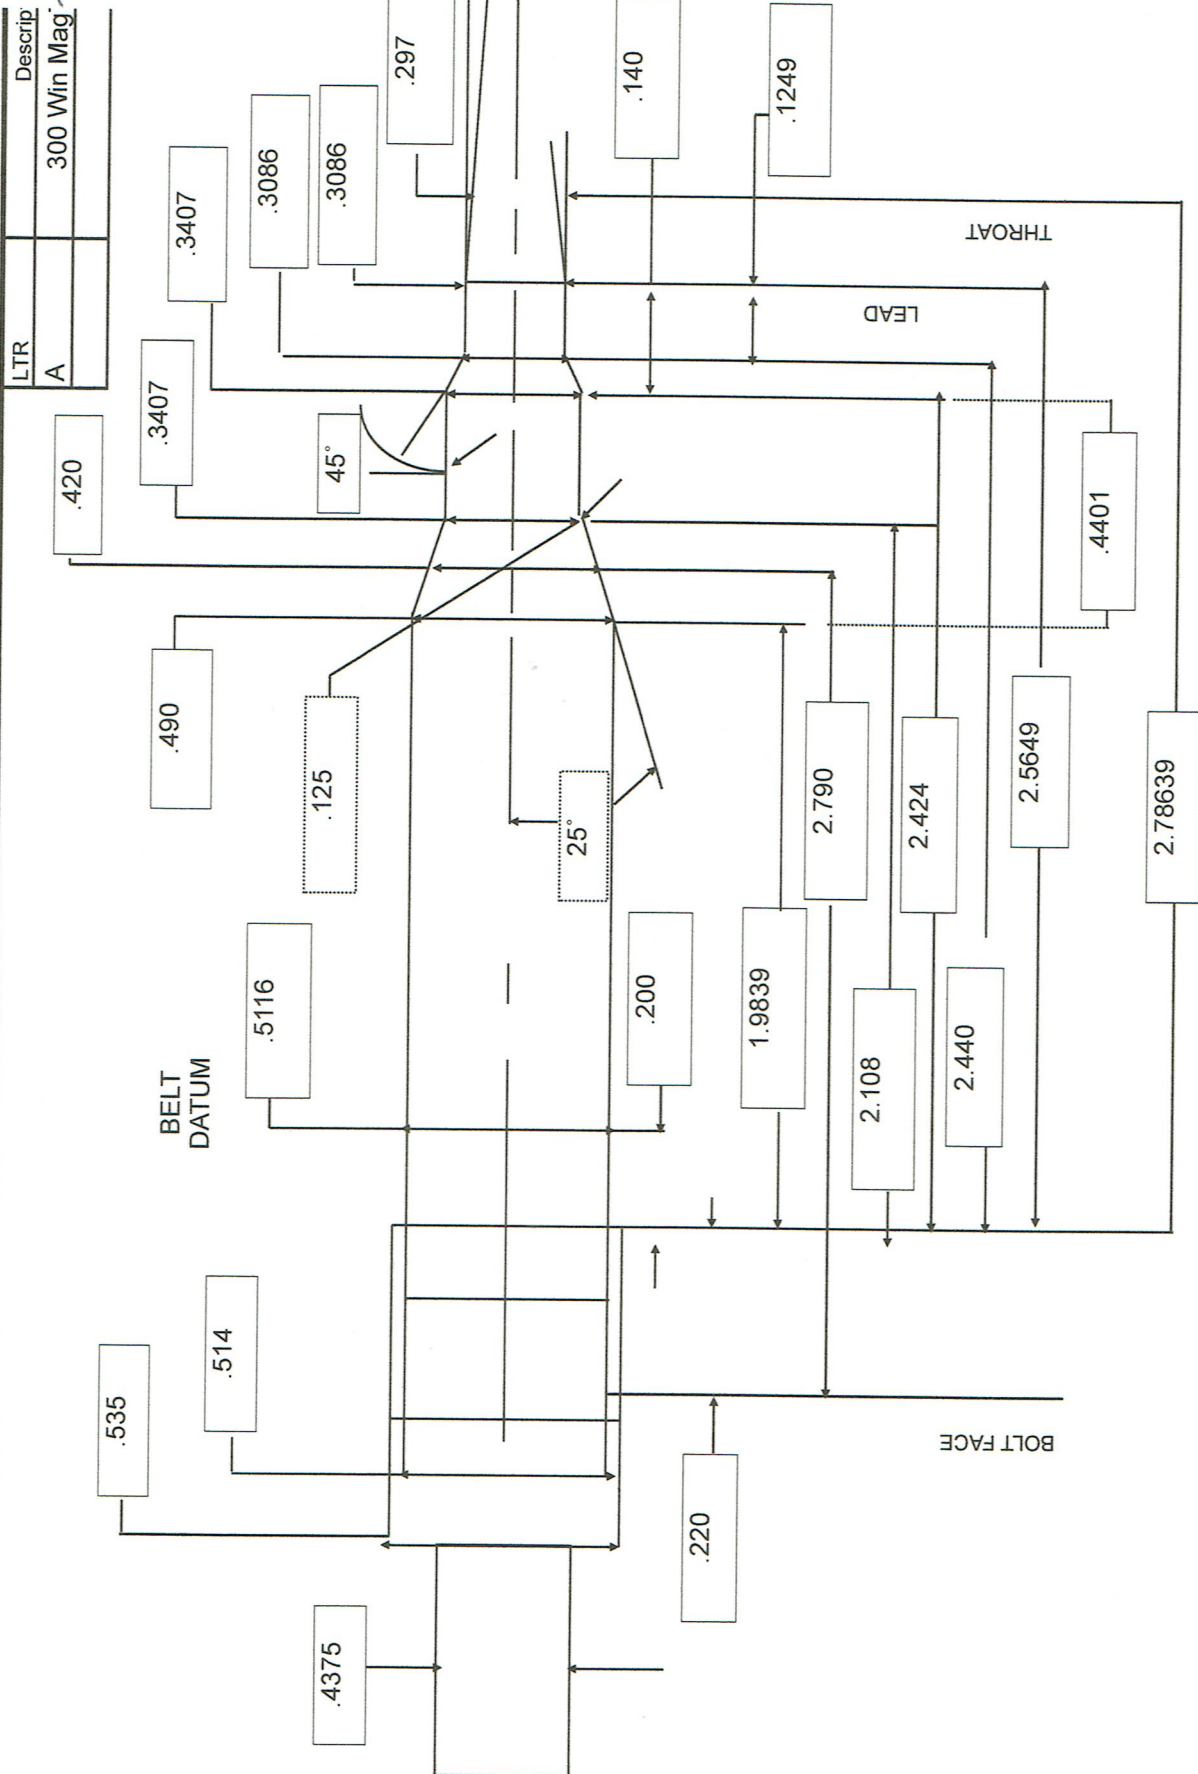 LTR
Descrip
A
300 Win Mag
.420
.3407
.3407
.3086
.3086
.297
.140
.1249
45°
THROAT
LEAD
.490
.125
25°
.4401
BELT
DATUM
.5116
.200
1.9839
2.790
2.108
2.424
2.440
2.5649
2.78639
.535
.514
.4375
.220
BOLT FACE